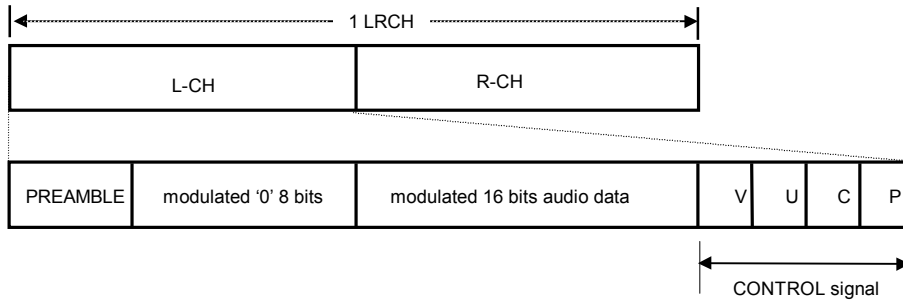 1 LRCH
L-CH R-CH
PREAMBLE modulated ‘0’ 8 bits modulated 16 bits audio data V U C P
CONTROL signal